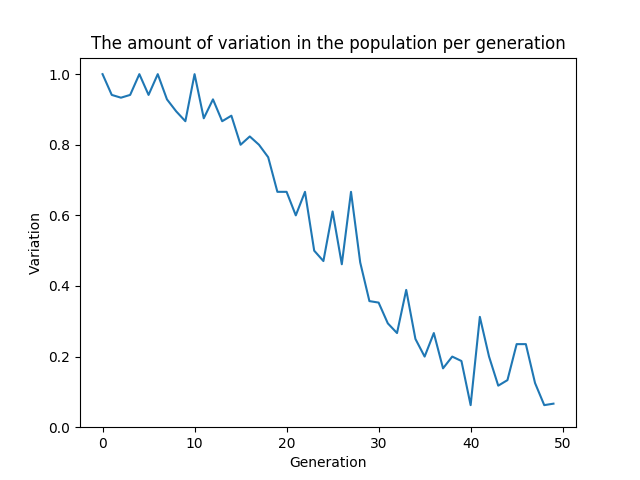 The amount of variation in the population per generation
1.0
0.8
0.6
0.4
0.2
0.0
Variation
0 10 20 30 40 50
Generation